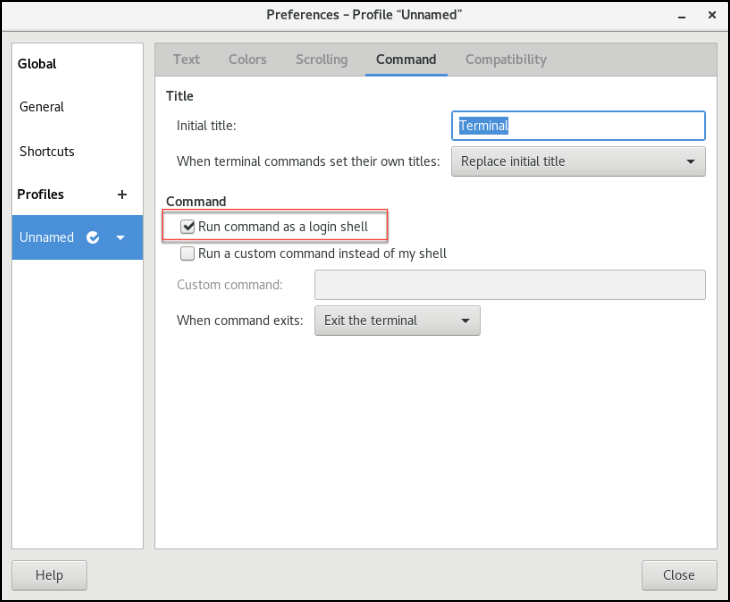 Preferences – Profile “Unnamed”
Global
General
Shortcuts
Profiles +
Unnamed
Text Colors Scrolling Command Compatibility
Title
Initial title: Terminal
When terminal commands set their own titles: Replace initial title
Command
Run command as a login shell
Run a custom command instead of my shell
Custom command:
When command exits: Exit the terminal
Help Close